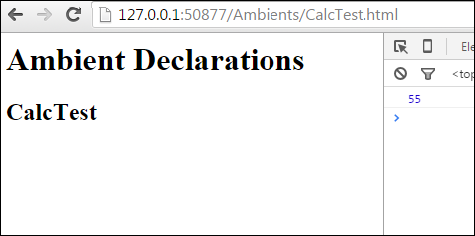 127.0.0.1:50877/Ambients/CalcTest.html
Ambient Declarations
CalcTest
Ele
<top
55